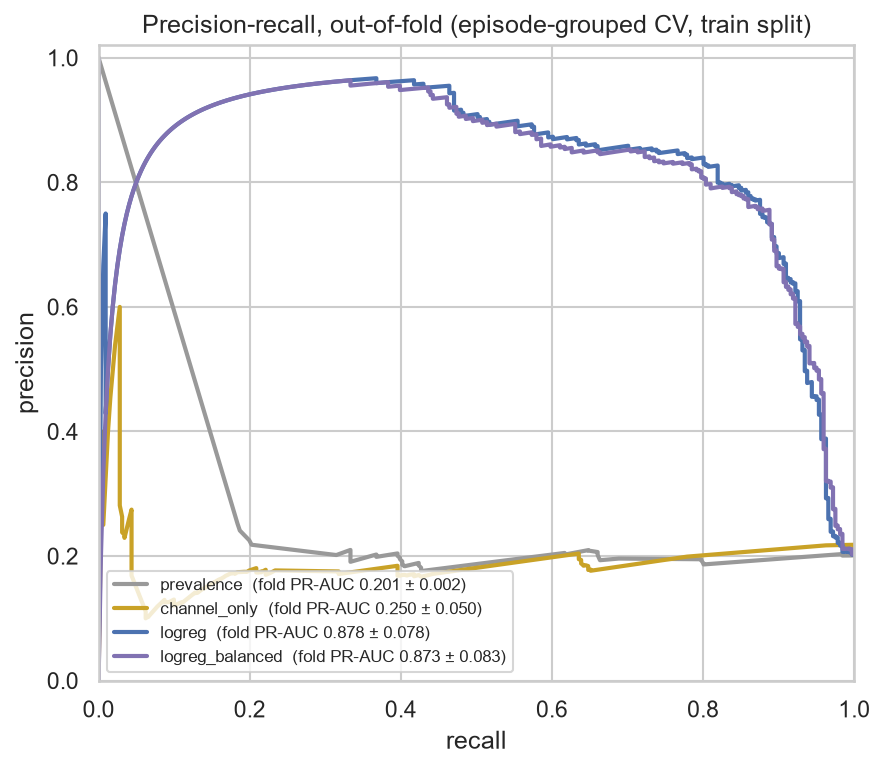 Precision-recall, out-of-fold (episode-grouped CV, train split)
1.0
0.8
0.6
0.4
0.2
0.0
precision
prevalence (fold PR-AUC 0.201 ± 0.002)
channel_only (fold PR-AUC 0.250 ± 0.050)
logreg (fold PR-AUC 0.878 ± 0.078)
logreg_balanced (fold PR-AUC 0.873 ± 0.083)
0.0 0.2 0.4 0.6 0.8 1.0
recall